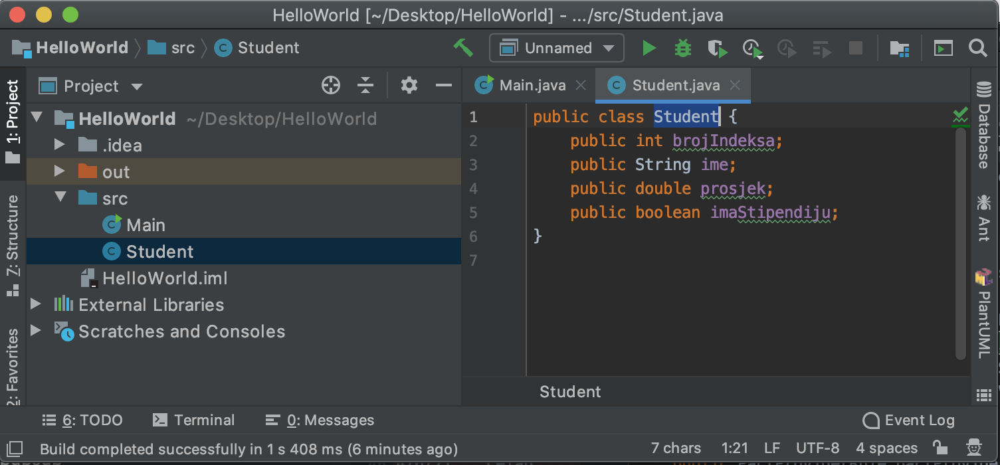 HelloWorld [~/Desktop/HelloWorld] - .../src/Student.java
HelloWorld src Student
Unnamed
1: Project
Project
Main.java
Student.java
HelloWorld ~/Desktop/HelloWorld
.idea
out
src
Main
Student
HelloWorld.iml
External Libraries
Scratches and Consoles
7: Structure
2: Favorites
1 public class Student {
2 public int brojIndeksa;
3 public String ime;
4 public double prosjek;
5 public boolean imaStipendiju;
6 }
7
Student
Database
Ant
PlantUML
6: TODO
Terminal
0: Messages
Event Log
Build completed successfully in 1 s 408 ms (6 minutes ago)
7 chars 1:21 LF UTF-8 4 spaces